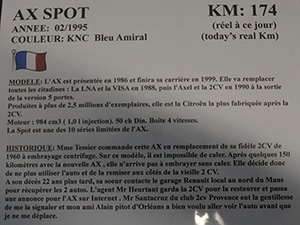 AX SPOT
KM: 174
ANNEE: 02/1995
(réel à ce jour)
COULEUR: KNC Bleu Amiral
(today's real Km)
MODELE: L'AX est présentée en 1986 et finira sa carrière en 1999. Elle va remplacer
toutes les citadines : La LNA et la VISA en 1988, puis l'Axel et la 2CV en 1990 à la sortie
de la version 5 portes.
Produites à plus de 2,5 millions d'exemplaires, elle est la Citroën la plus fabriquée après la
2CV.
Moteur : 984 cm3 ( 1,0 l injection). 50 ch Din. Boite 4 vitesses.
La Spot est une des 10 séries limitées de l'AX.
HISTORIQUE: Mme Tessier commande cette AX en remplacement de sa fidèle 2CV de
1960 à embrayage centrifuge. Sur ce modèle, il est impossible de caler. Après quelques 150
kilomètres avec la nouvelle AX , elle n'arrive pas à embrayer sans caler. Elle décide donc
de ne plus utiliser l'auto et de la remiser aux côtés de la vieille 2 CV.
A son décès 22 ans plus tard, sa soeur contacte le garage Renault local au nord du Mans
pour récupérer les 2 autos. L'agent Mr Heurtaut garda la 2CV pour la restaurer et passa
une annonce pour l'AX sur Internet . Mr Santacruz du club 2cv Provence est la gentillesse
de me la signaler et mon ami Alain pitot d'Orléans a bien voulu aller voir l'auto avant que
je ne me déplace.